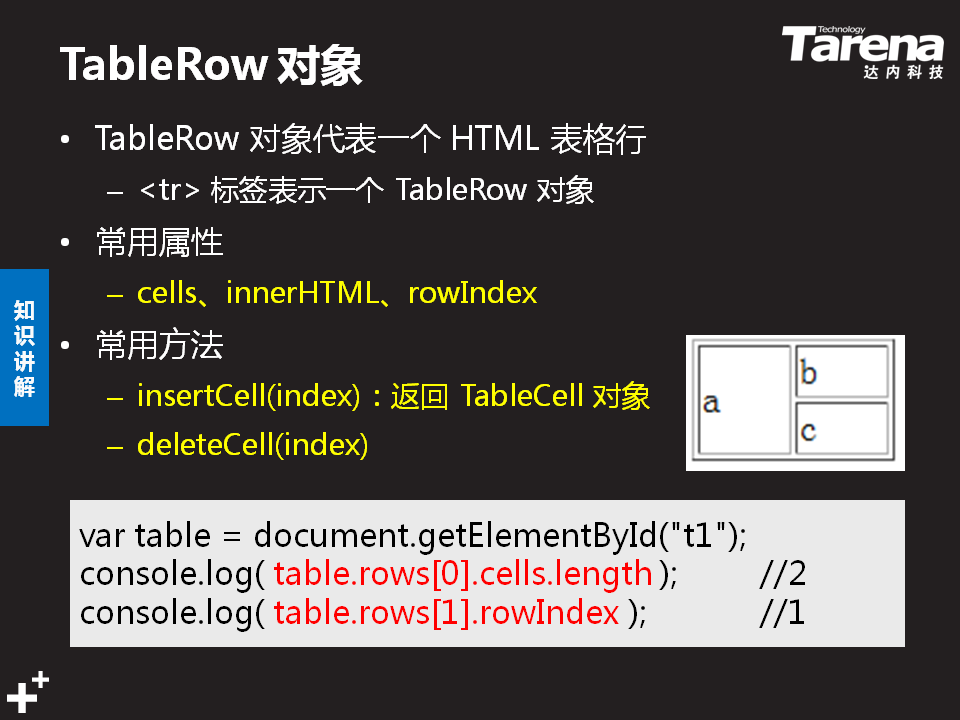 TableRow 对象
Technology
Tarena
达内科技
• TableRow 对象代表一个 HTML 表格行
– <tr> 标签表示一个 TableRow 对象
• 常用属性
– cells、innerHTML、rowIndex
知识讲解
• 常用方法
– insertCell(index)：返回 TableCell 对象
– deleteCell(index)
a
b
c
var table = document.getElementById("t1");
console.log( table.rows[0].cells.length ); //2
console.log( table.rows[1].rowIndex ); //1